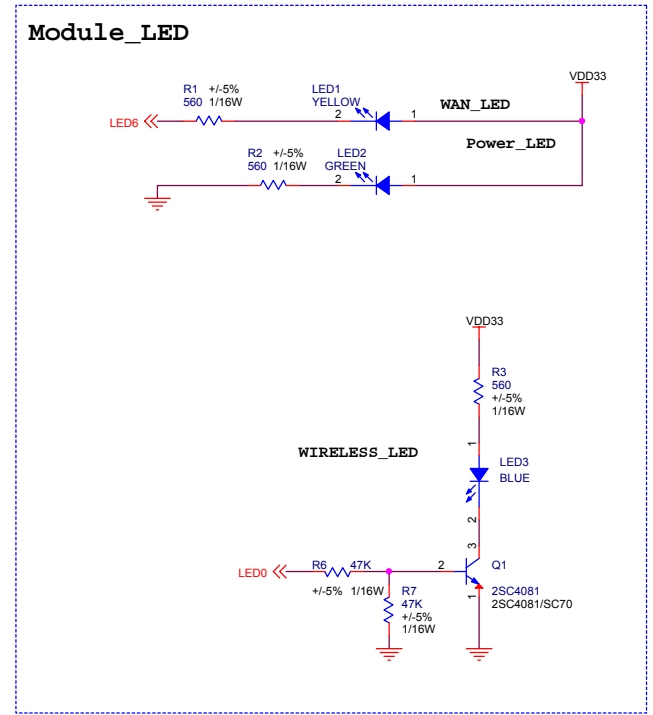 Module_LED
VDD33
R1 +/-5%
560 1/16W
LED1
YELLOW
WAN_LED
LED6
2
1
Power_LED
R2 +/-5%
560 1/16W
LED2
GREEN
2
1
VDD33
R3
560
+/-5%
1/16W
1
WIRELESS_LED
LED3
BLUE
2
3
LED0
R6 47K
2
Q1
+/-5% 1/16W
R7
47K
+/-5%
1/16W
1
2SC4081
2SC4081/SC70